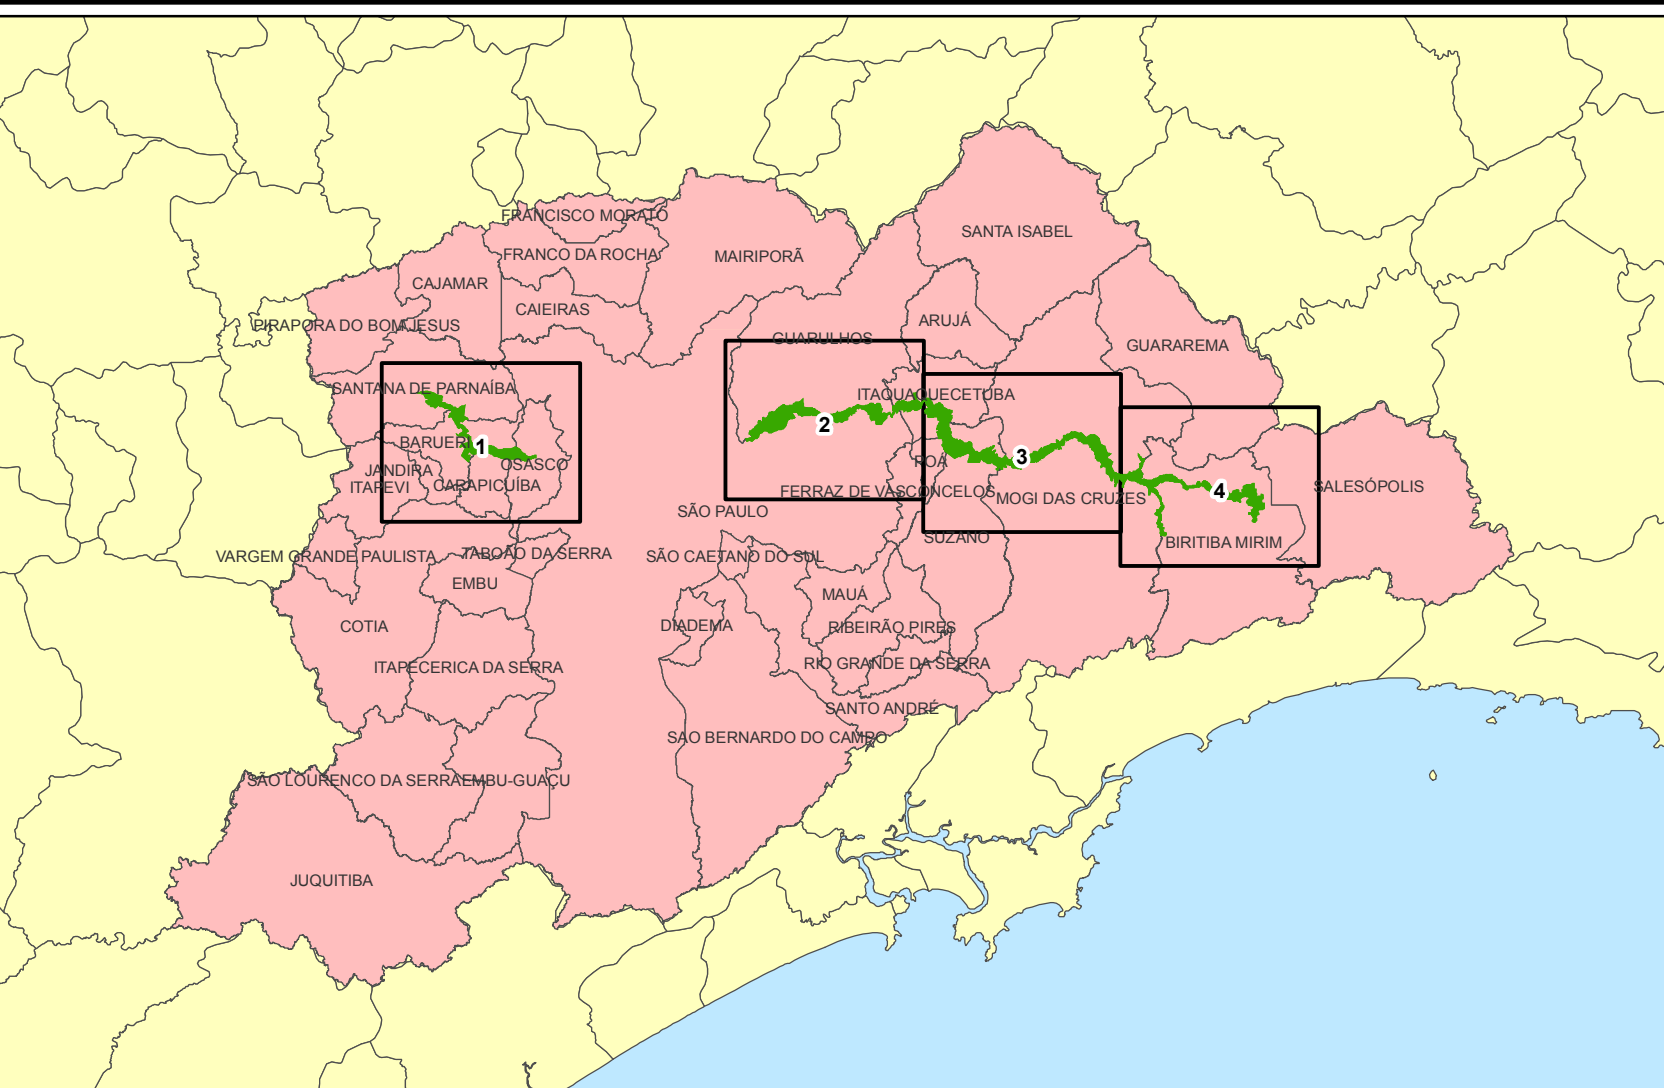 FRANCISCO MORATO
SANTA ISABEL
FRANCO DA ROCHA
MAIRIPORÃ
CAJAMAR
CAIEIRAS
ARUJÁ
PIRAPORA DO BOM JESUS
GUARULHOS
GUARAREMA
SANTANA DE PARNAÍBA
ITAQUAQUECETUBA
2
BARUERI
1
3
POÁ
OSASCO
JANDIRA
ITAPEVI
CARAPICUÍBA
FERRAZ DE VASCONCELOS
MOGI DAS CRUZES
4
SALESÓPOLIS
SÃO PAULO
SUZANO
BIRITIBA MIRIM
VARGEM GRANDE PAULISTA
TABOÃO DA SERRA
SÃO CAETANO DO SUL
EMBU
MAUÁ
COTIA
DIADEMA
RIBEIRÃO PIRES
ITAPECERICA DA SERRA
RIO GRANDE DA SERRA
SANTO ANDRÉ
SÃO BERNARDO DO CAMPO
SÃO LOURENCO DA SERRA
EMBU-GUAÇU
JUQUITIBA